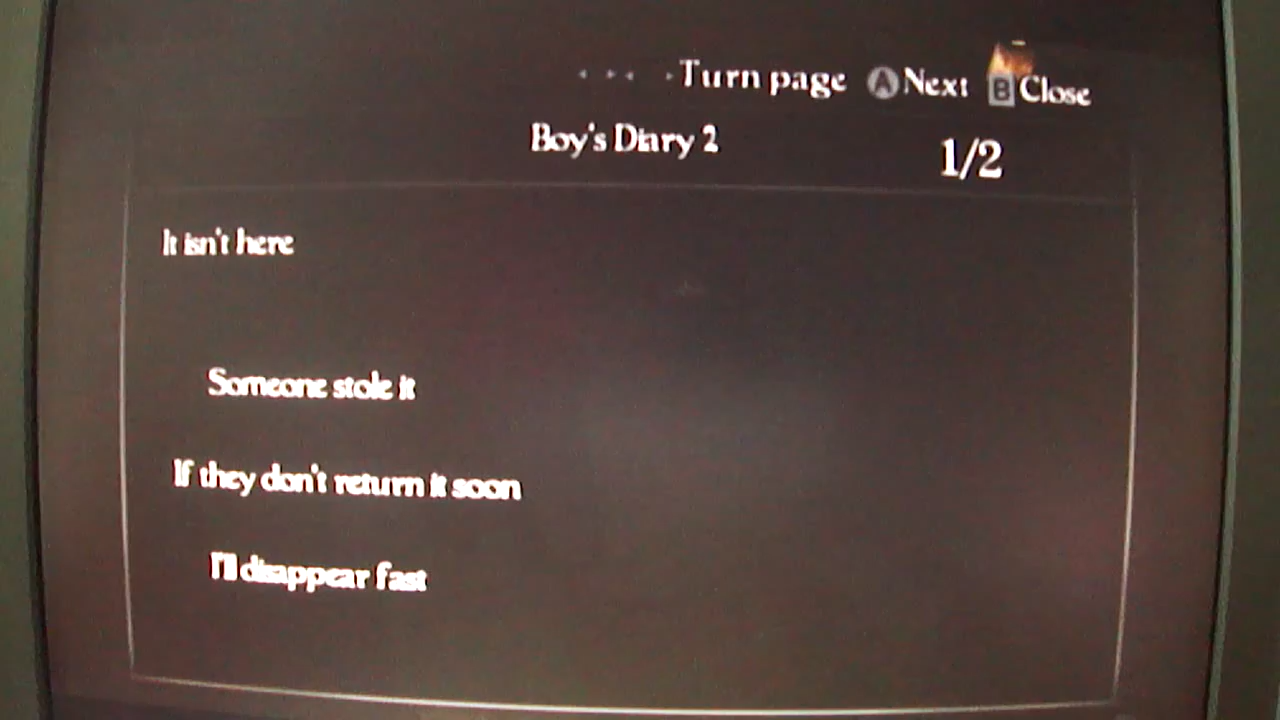 Turn page A Next B Close
Boy's Diary 2
1/2
It isn't here
Someone stole it
If they don't return it soon
I'll disappear fast